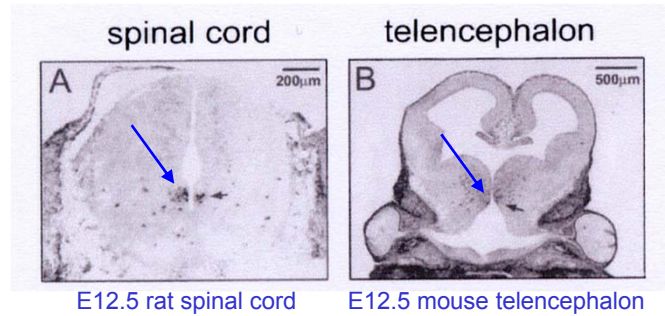 spinal cord
telencephalon
A
200μm
B
500μm
E12.5 rat spinal cord
E12.5 mouse telencephalon